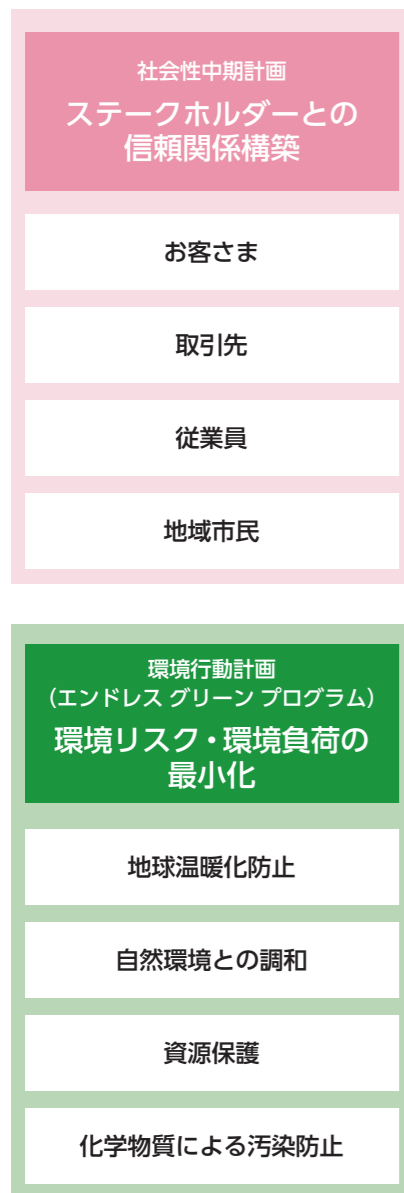 社会性中期計画
ステークホルダーとの
信頼関係構築
お客さま
取引先
従業員
地域市民
環境行動計画
（エンドレス グリーン プログラム）
環境リスク・環境負荷の
最小化
地球温暖化防止
自然環境との調和
資源保護
化学物質による汚染防止